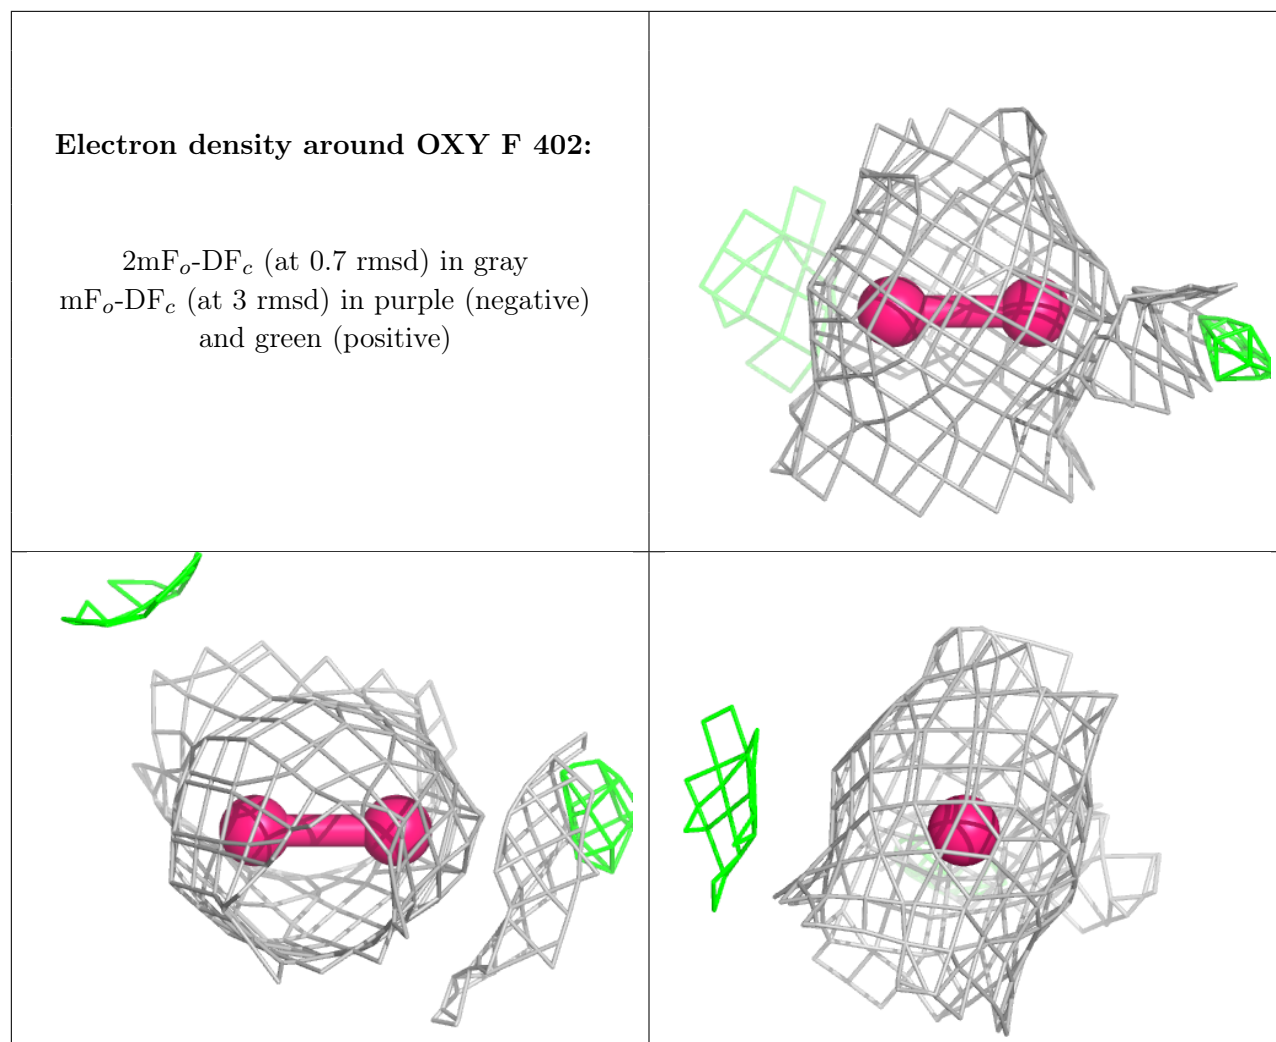 Electron density around OXY F 402:
2mFo-DFc (at 0.7 rmsd) in gray
mFo-DFc (at 3 rmsd) in purple (negative)
and green (positive)